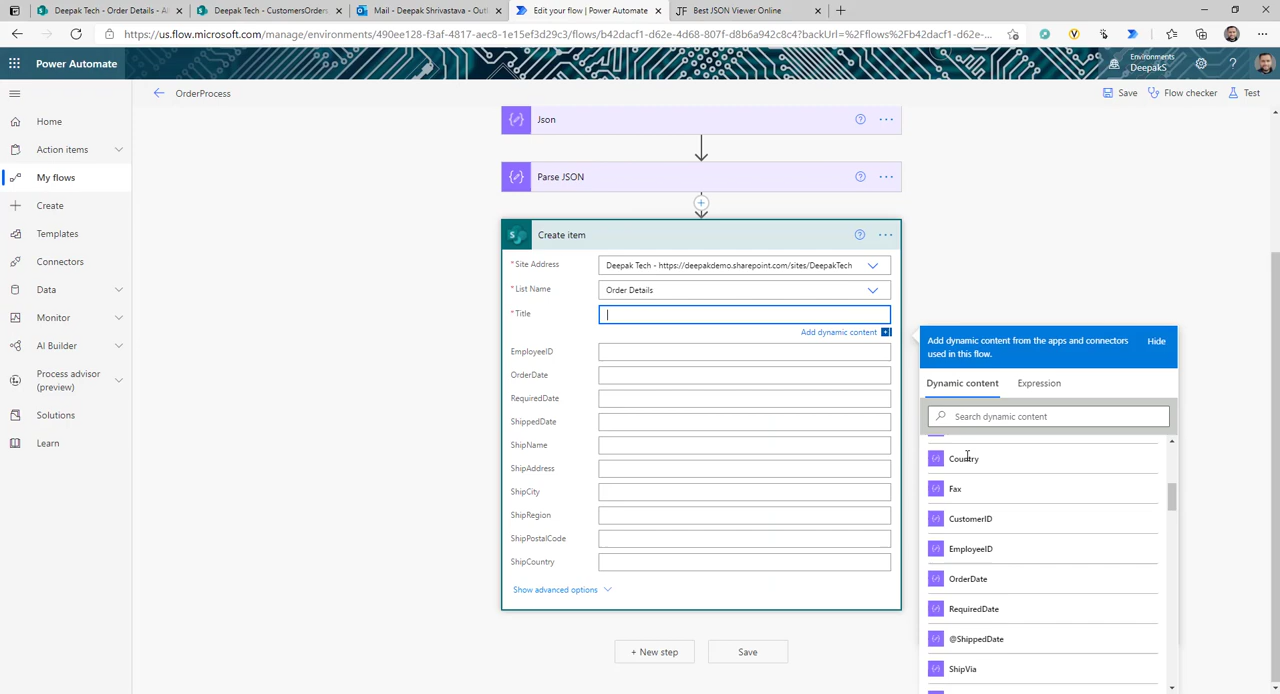 Deepak Tech - Order Details - Al
Deepak Tech - CustomersOrders
Mail - Deepak Shrivastava - Outl
Edit your flow | Power Automate
Best JSON Viewer Online
https://us.flow.microsoft.com/manage/environments/490ee128-f3af-4817-aec8-1e15ef3d29c3/flows/b42dacf1-d62e-4d68-807f-d8b6a942c8c4?backUrl=%2Fflows%2Fb42dacf1-d62e-...
Power Automate
Environments
DeepakS
OrderProcess
Save
Flow checker
Test
Home
Action items
My flows
Create
Templates
Connectors
Data
Monitor
AI Builder
Process advisor
(preview)
Solutions
Learn
Json
Parse JSON
Create item
* Site Address
Deepak Tech - https://deepakdemo.sharepoint.com/sites/DeepakTech
* List Name
Order Details
* Title
Add dynamic content
EmployeeID
OrderDate
RequiredDate
ShippedDate
ShipName
ShipAddress
ShipCity
ShipRegion
ShipPostalCode
ShipCountry
Show advanced options
+ New step
Save
Add dynamic content from the apps and connectors
used in this flow.
Hide
Dynamic content
Expression
Search dynamic content
Country
Fax
CustomerID
EmployeeID
OrderDate
RequiredDate
@ShippedDate
ShipVia